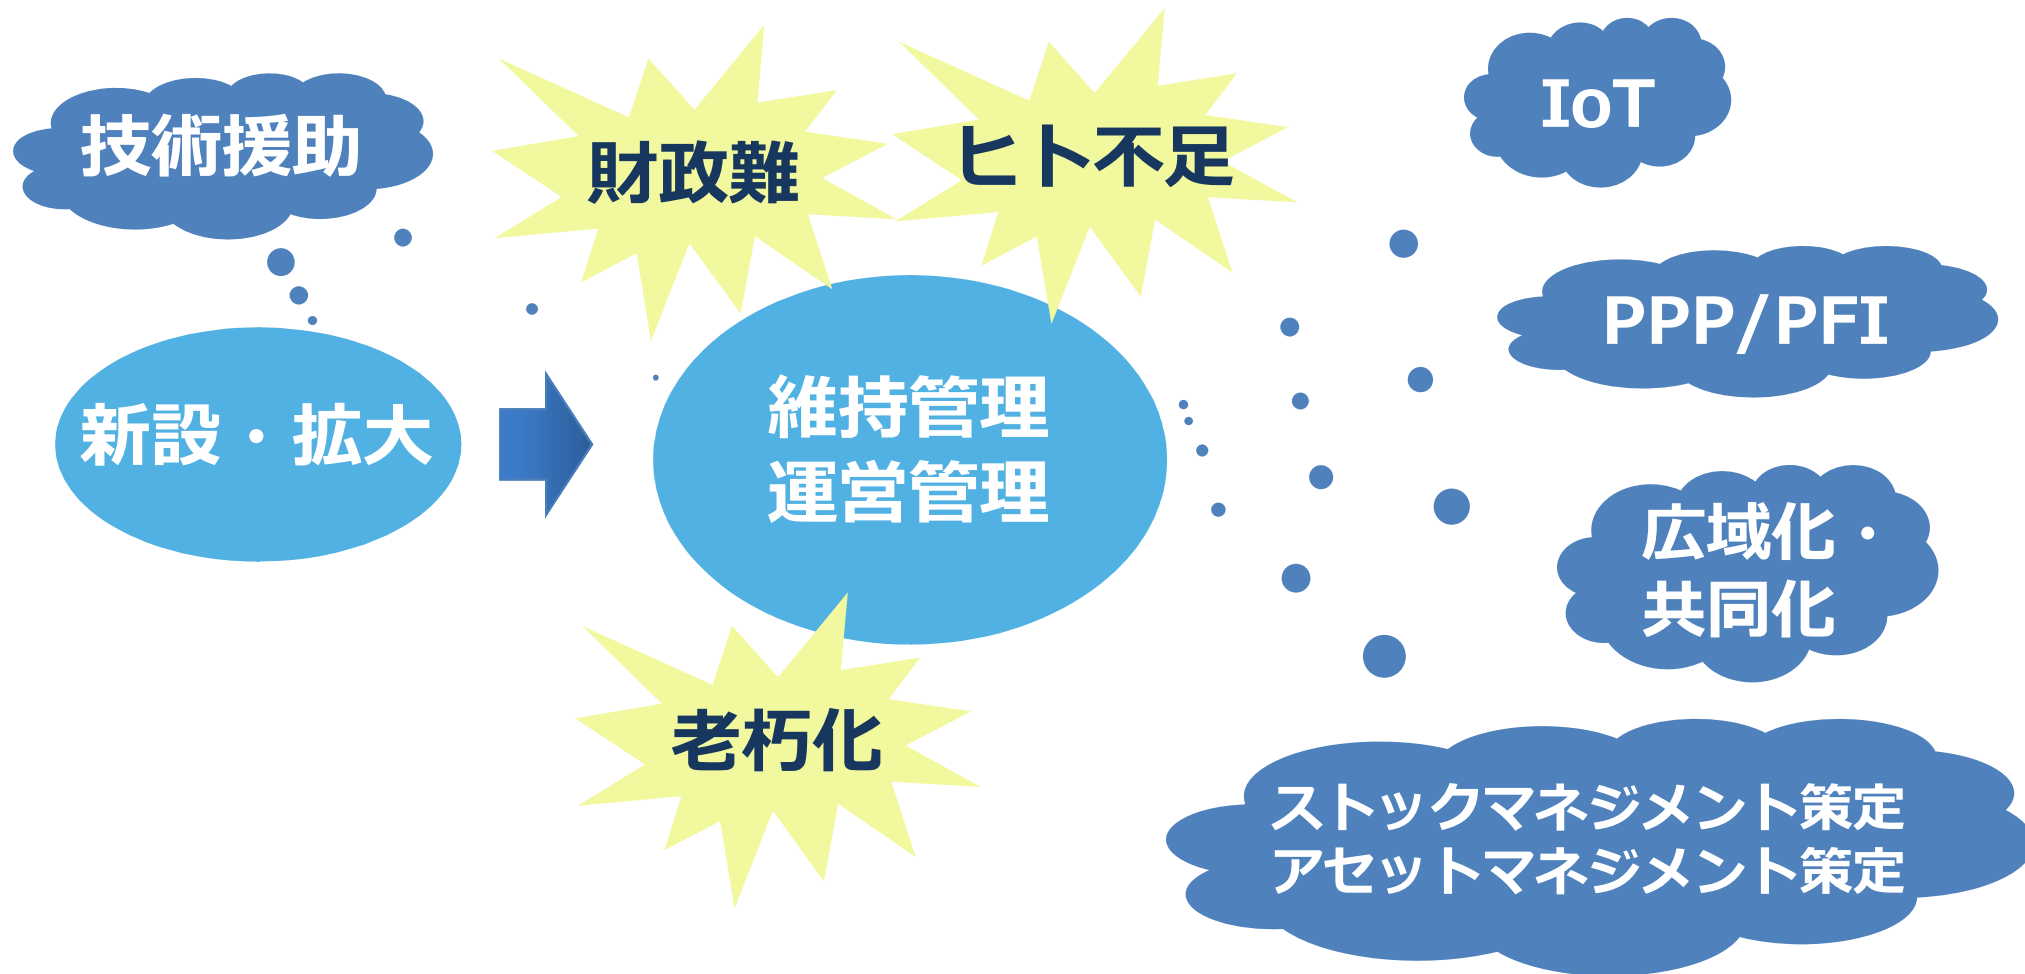 技術援助
財政難
ヒト不足
IoT
PPP/PFI
新設・拡大
維持管理
運営管理
広域化・
共同化
老朽化
ストックマネジメント策定
アセットマネジメント策定